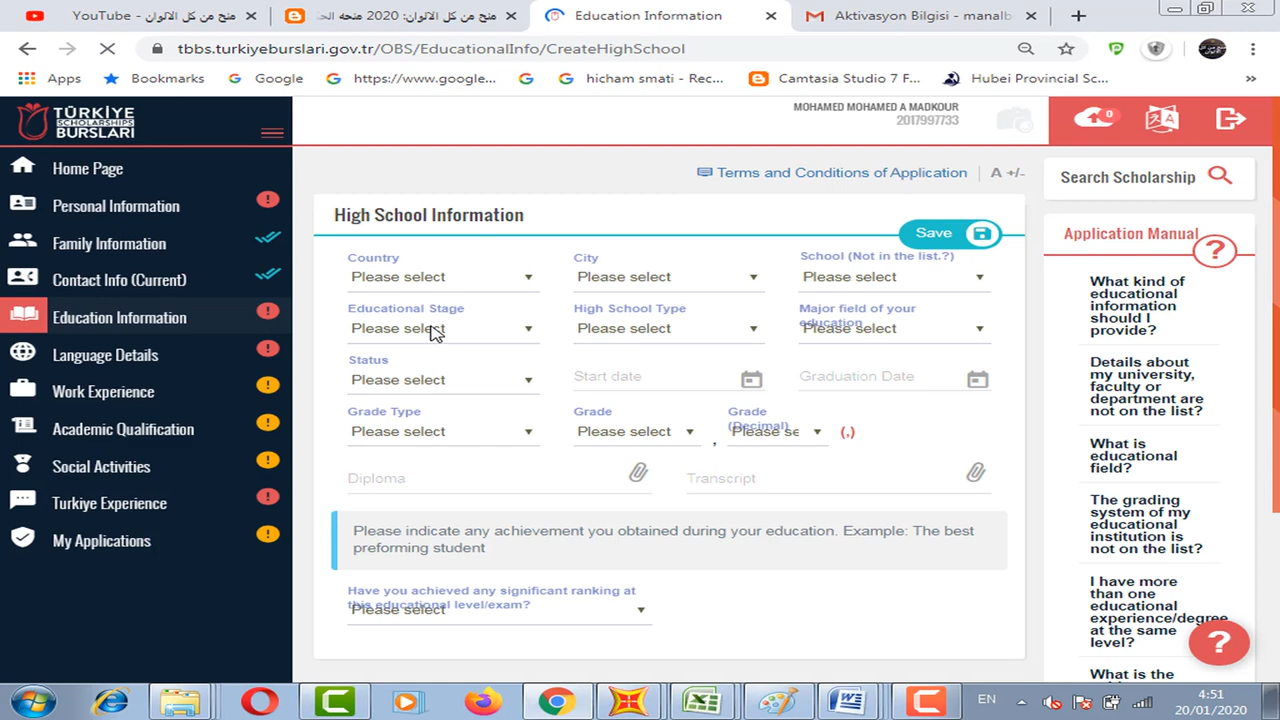 YouTube - منح من كل الالوان
منح من كل الالوان: 2020 منحه الحـ
Education Information
Aktivasyon Bilgisi - manalb
tbbs.turkiyeburslari.gov.tr/OBS/EducationalInfo/CreateHighSchool
Apps
Bookmarks
Google
https://www.google...
hicham smati - Rec...
Camtasia Studio 7 F...
Hubei Provincial Sc...
»
TÜRKİYE
SCHOLARSHIPS
BURSLARI
MOHAMED MOHAMED A MADKOUR
2017997733
0
Home Page
Personal Information
Family Information
Contact Info (Current)
Education Information
Language Details
Work Experience
Academic Qualification
Social Activities
Turkiye Experience
My Applications
Terms and Conditions of Application
A +/-
High School Information
Save
Country
Please select
City
Please select
School (Not in the list.?)
Please select
Educational Stage
Please select
High School Type
Please select
Major field of your
education
Please select
Status
Please select
Start date
Graduation Date
Grade Type
Please select
Grade
Please select
,
Grade
(Decimal)
Please se
(,)
Diploma
Transcript
Please indicate any achievement you obtained during your education. Example: The best
preforming student
Have you achieved any significant ranking at
this educational level/exam?
Please select
Search Scholarship
Application Manual
?
What kind of
educational
information
should I
provide?
Details about
my university,
faculty or
department are
not on the list?
What is
educational
field?
The grading
system of my
educational
institution is
not on the list?
I have more
than one
educational
experience/degree
at the same
level?
What is the
?
EN
4:51
20/01/2020